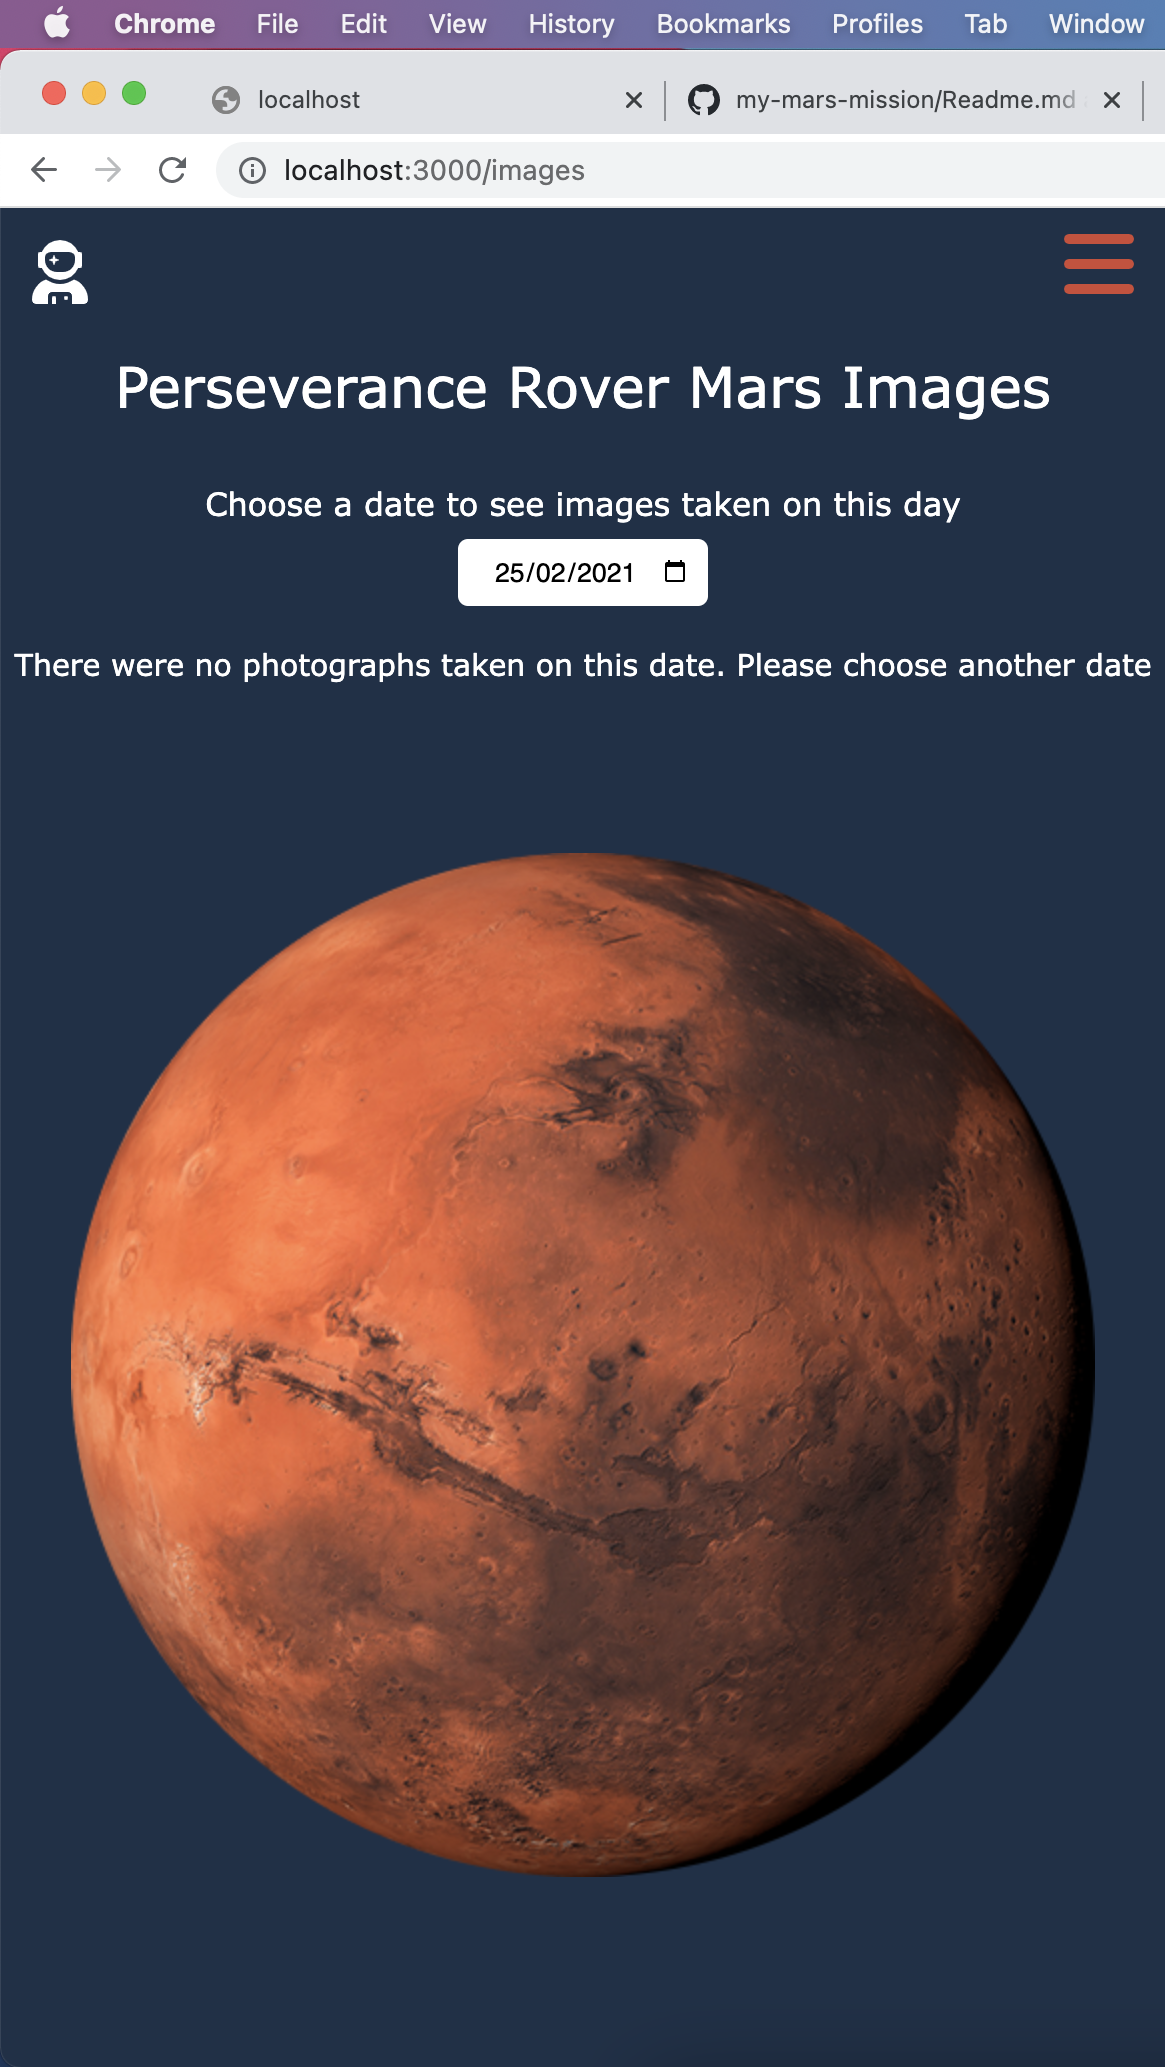 Chrome File Edit View History Bookmarks Profiles Tab Window
localhost my-mars-mission/Readme.md
localhost:3000/images
Perseverance Rover Mars Images
Choose a date to see images taken on this day
25/02/2021
There were no photographs taken on this date. Please choose another date